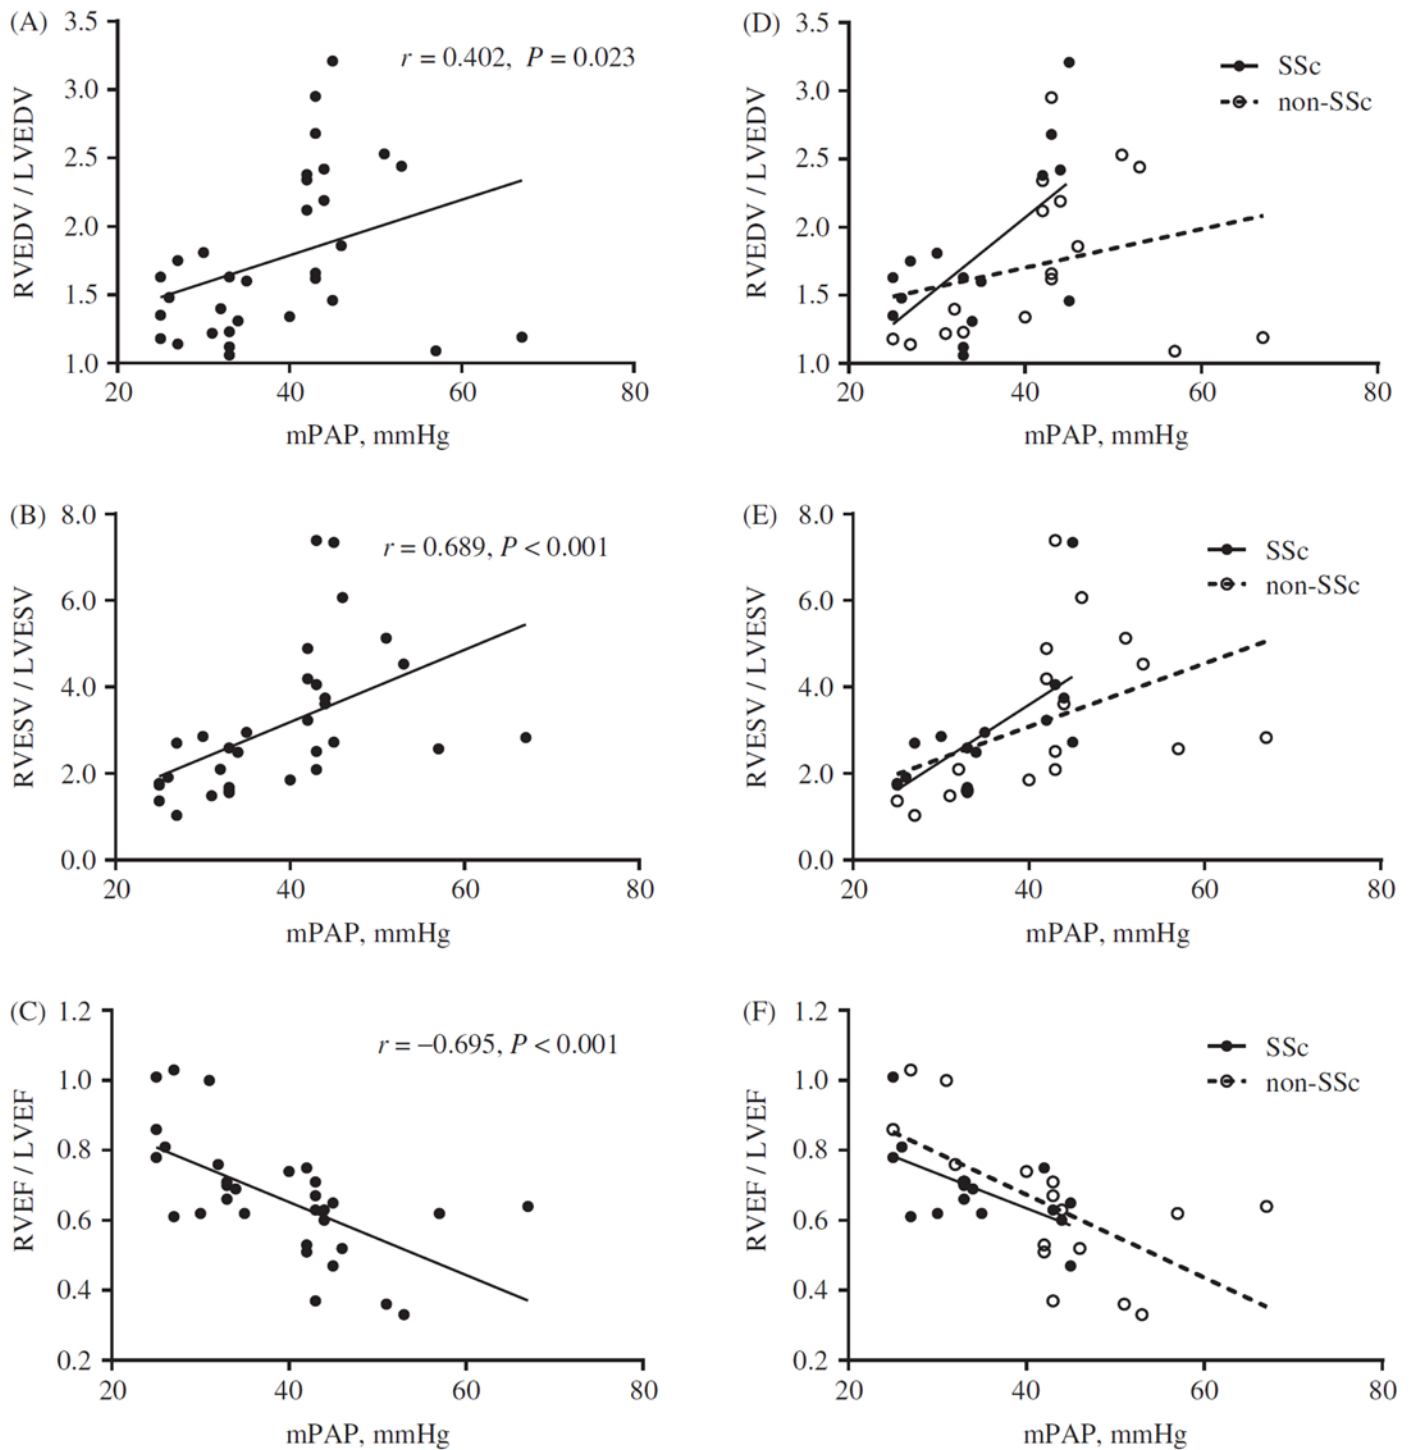 (A)
r = 0.402, P = 0.023
RVEDV / LVEDV
3.5
3.0
2.5
2.0
1.5
1.0
20 40 60 80
mPAP, mmHg
(D)
SSc
non-SSc
RVEDV / LVEDV
3.5
3.0
2.5
2.0
1.5
1.0
20 40 60 80
mPAP, mmHg
(B)
r = 0.689, P < 0.001
RVESV / LVESV
8.0
6.0
4.0
2.0
0.0
20 40 60 80
mPAP, mmHg
(E)
SSc
non-SSc
RVESV / LVESV
8.0
6.0
4.0
2.0
0.0
20 40 60 80
mPAP, mmHg
(C)
r = −0.695, P < 0.001
RVEF / LVEF
1.2
1.0
0.8
0.6
0.4
0.2
20 40 60 80
mPAP, mmHg
(F)
SSc
non-SSc
RVEF / LVEF
1.2
1.0
0.8
0.6
0.4
0.2
20 40 60 80
mPAP, mmHg